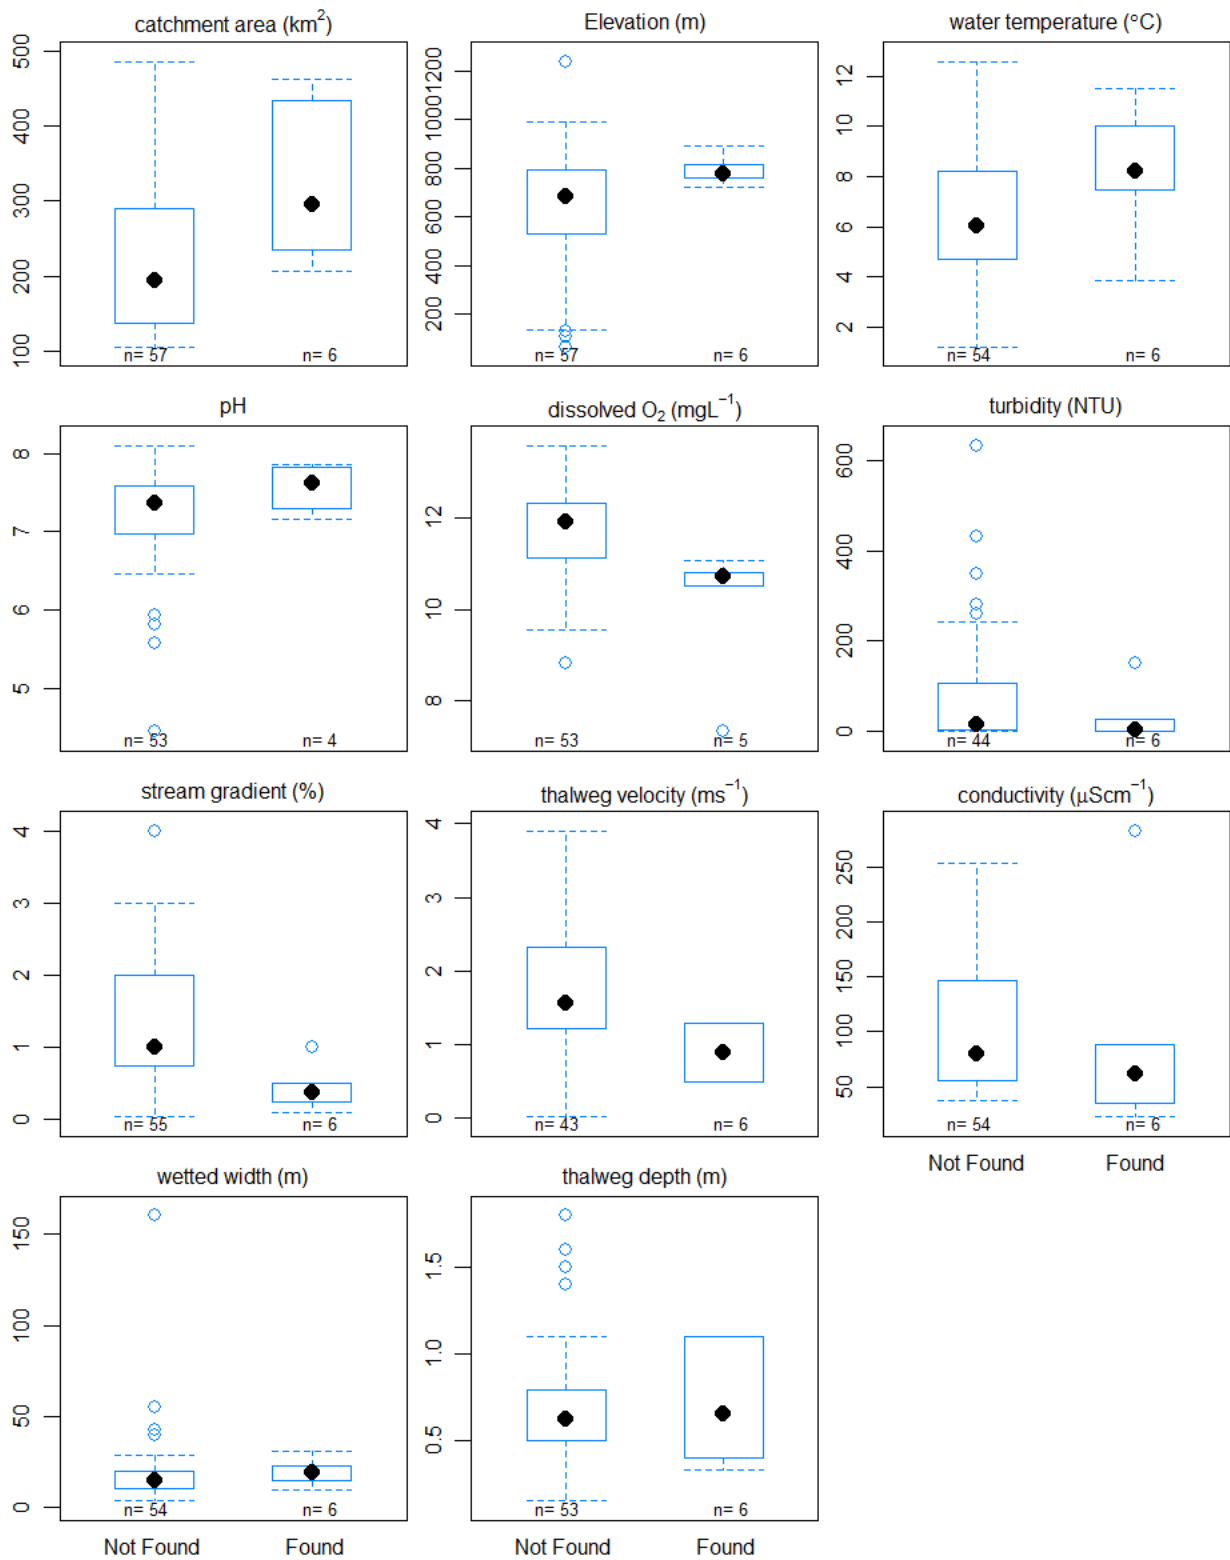 catchment area (km²)
500
400
300
200
100
n= 57
n= 6
Elevation (m)
1200
1000
800
600
400
200
n= 57
n= 6
water temperature (°C)
12
10
8
6
4
2
n= 54
n= 6
pH
8
7
6
5
n= 53
n= 4
dissolved O₂ (mgL⁻¹)
12
10
8
n= 53
n= 5
turbidity (NTU)
600
400
200
0
n= 44
n= 6
stream gradient (%)
4
3
2
1
0
n= 55
n= 6
thalweg velocity (ms⁻¹)
4
3
2
1
0
n= 43
n= 6
conductivity (μScm⁻¹)
250
200
150
100
50
n= 54
n= 6
Not Found Found
wetted width (m)
150
100
50
0
n= 54
n= 6
Not Found Found
thalweg depth (m)
1.5
1.0
0.5
n= 53
n= 6
Not Found Found